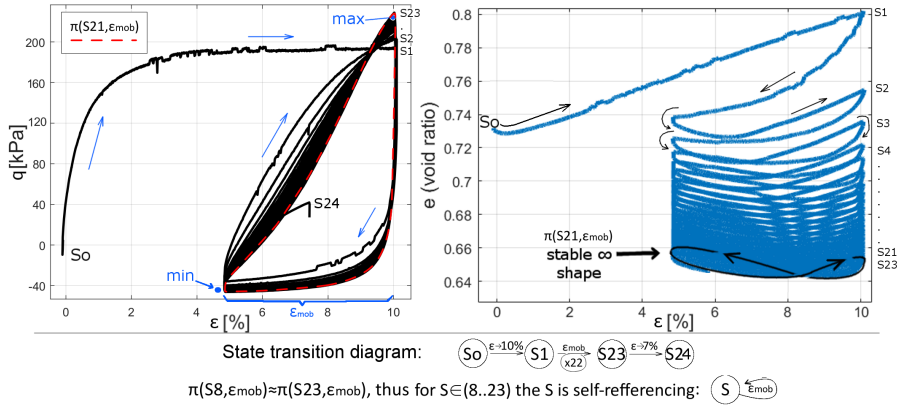 π(S21,εmob)
max
S23
.
.
S2
S1
200
160
120
80
40
0
-40
q[kPa]
So
S24
min
0
2
4
6
8
10
ε[%]
εmob
0.8
0.78
0.76
0.74
0.72
0.7
0.68
0.66
0.64
e (void ratio)
So
S1
S2
S3
S4
.
.
.
S21
S23
π(S21,εmob)
stable ∞
shape
0
2
4
6
8
10
ε[%]
State transition diagram: So ε→10% S1 εmob x22 S23 ε→7% S24
π(S8,εmob)≈π(S23,εmob), thus for S∈(8..23) the S is self-refferencing: S εmob